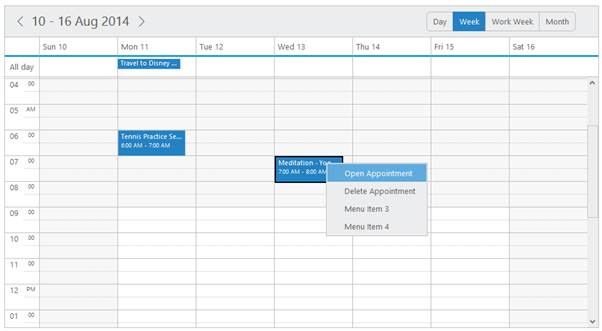 10 - 16 Aug 2014
Day Week Work Week Month
Sun 10 Mon 11 Tue 12 Wed 13 Thu 14 Fri 15 Sat 16
All day Travel to Disney ...
04 00
05 AM
06 00 Tennis Practice Se...
6:00 AM - 7:00 AM
07 00 Meditation - Yog...
7:00 AM - 8:00 AM
Open Appointment
08 00 Delete Appointment
09 00 Menu Item 3
Menu Item 4
10 00
11 00
12 PM
01 00